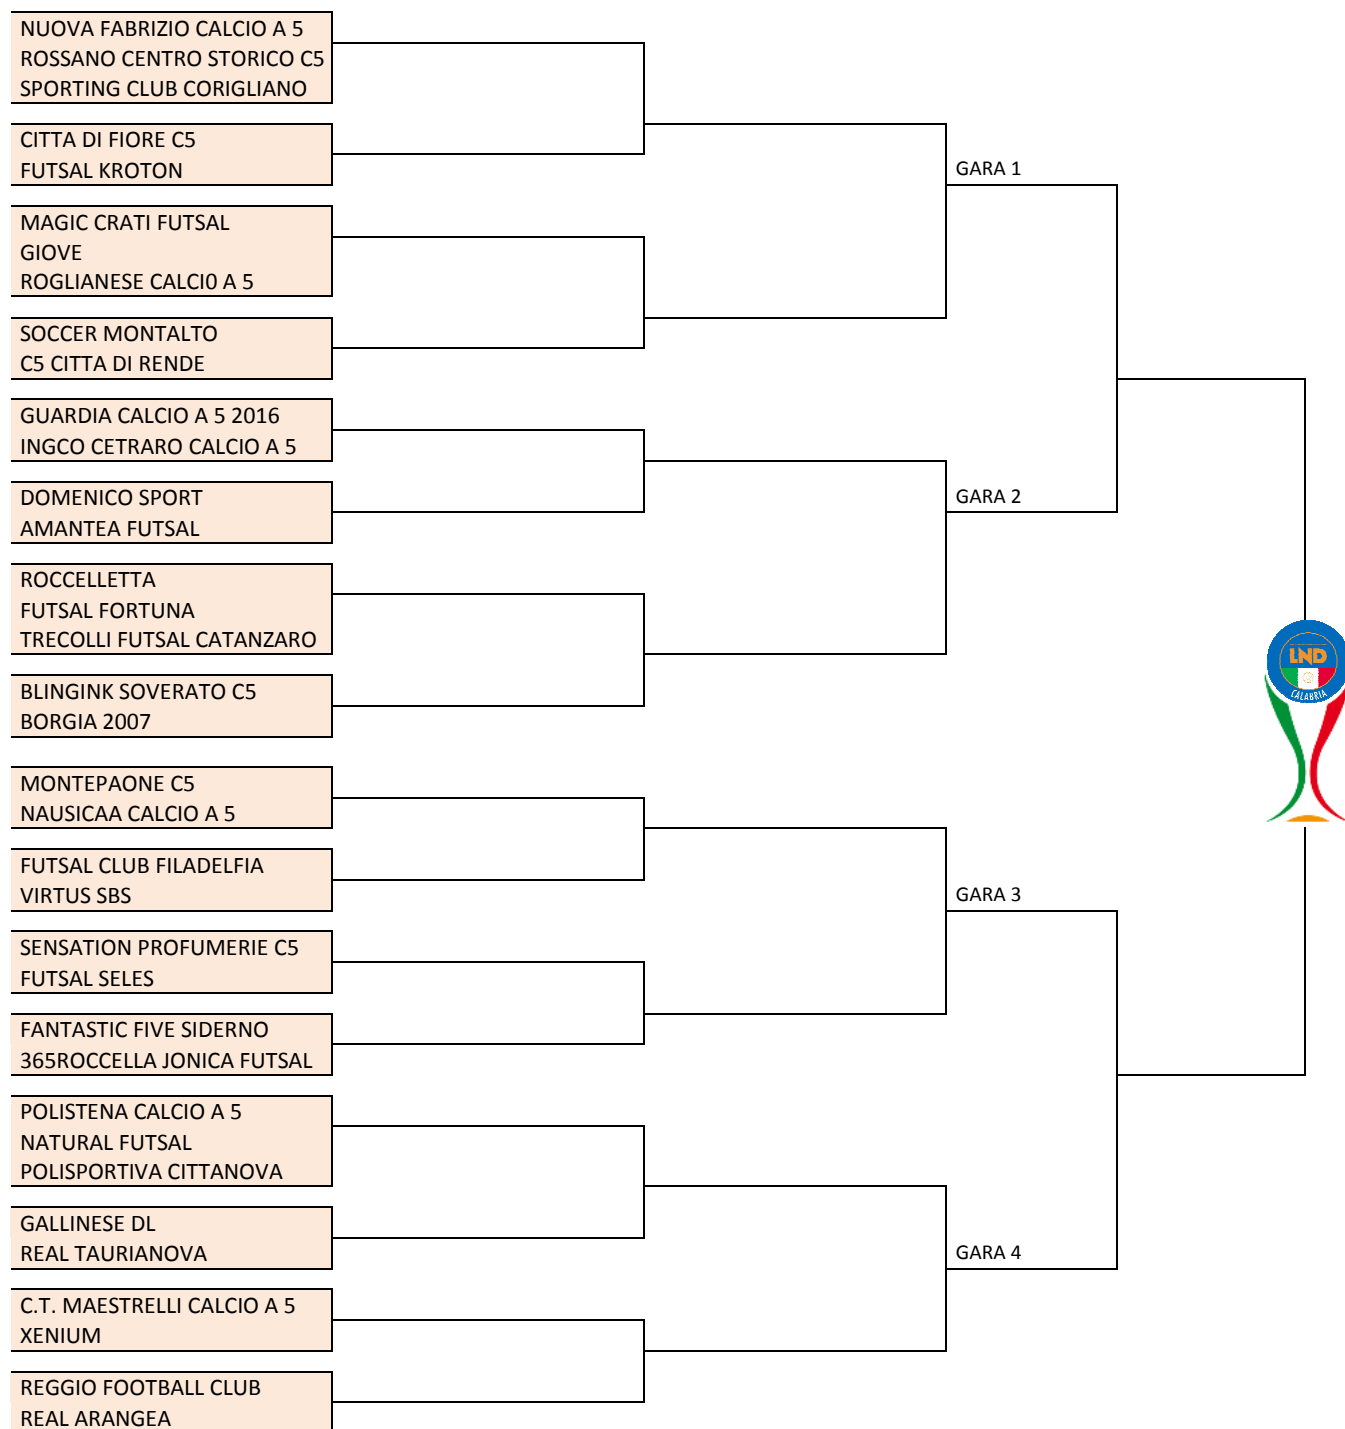 NUOVA FABRIZIO CALCIO A 5
ROSSANO CENTRO STORICO C5
SPORTING CLUB CORIGLIANO
CITTA DI FIORE C5
FUTSAL KROTON
GARA 1
MAGIC CRATI FUTSAL
GIOVE
ROGLIANESE CALCI0 A 5
SOCCER MONTALTO
C5 CITTA DI RENDE
GUARDIA CALCIO A 5 2016
INGCO CETRARO CALCIO A 5
DOMENICO SPORT
AMANTEA FUTSAL
GARA 2
ROCCELLETTA
FUTSAL FORTUNA
TRECOLLI FUTSAL CATANZARO
LND
CALABRIA
BLINGINK SOVERATO C5
BORGIA 2007
MONTEPAONE C5
NAUSICAA CALCIO A 5
FUTSAL CLUB FILADELFIA
VIRTUS SBS
GARA 3
SENSATION PROFUMERIE C5
FUTSAL SELES
FANTASTIC FIVE SIDERNO
365ROCCELLA JONICA FUTSAL
POLISTENA CALCIO A 5
NATURAL FUTSAL
POLISPORTIVA CITTANOVA
GALLINESE DL
REAL TAURIANOVA
GARA 4
C.T. MAESTRELLI CALCIO A 5
XENIUM
REGGIO FOOTBALL CLUB
REAL ARANGEA